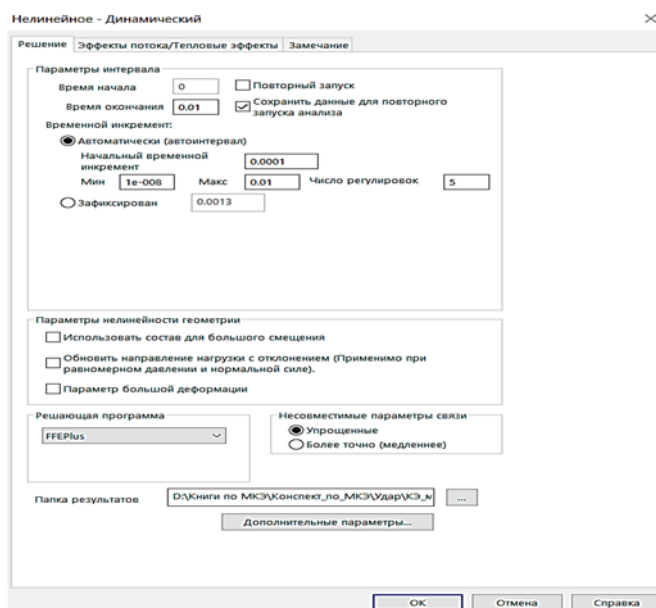 Нелинейное - Динамический
Решение Эффекты потока/Тепловые эффекты Замечание
Параметры интервала
Время начала 0 Повторный запуск
Время окончания 0.01 Сохранить данные для повторного
запуска анализа
Временной инкремент:
Автоматически (автоинтервал)
Начальный временной
инкремент 0.0001
Мин 1e-008 Макс 0.01 Число регулировок 5
Зафиксирован 0.0013
Параметры нелинейности геометрии
Использовать состав для большого смещения
Обновить направление нагрузки с отклонением (Применимо при
равномерном давлении и нормальной силе).
Параметр большой деформации
Решающая программа Несовместимые параметры связи
FFEPlus Упрощенные
Более точно (медленнее)
Папка результатов D:\Книги по МКЭ\Конспект_по_МКЭ\Удар\КЭ_м ...
Дополнительные параметры...
ОК Отмена Справка